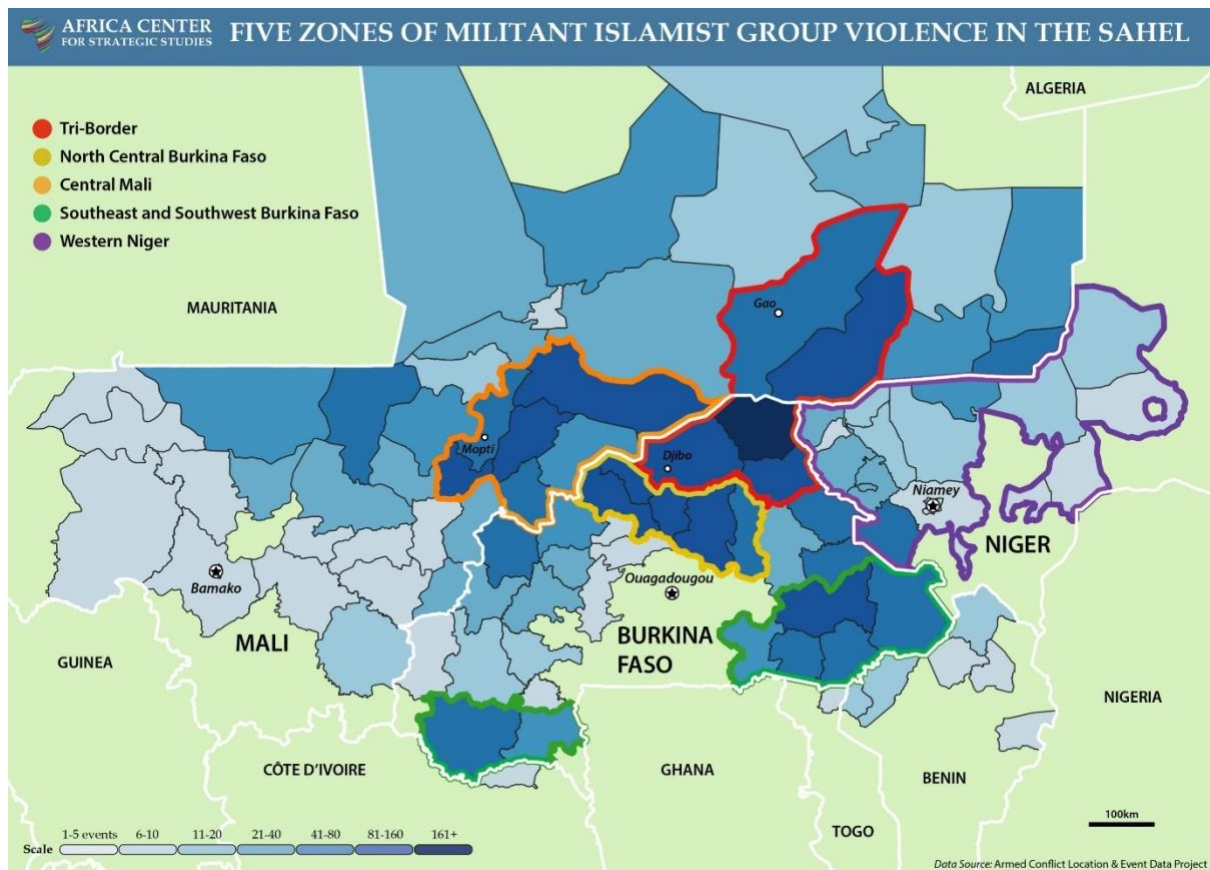 AFRICA CENTER
FOR STRATEGIC STUDIES
FIVE ZONES OF MILITANT ISLAMIST GROUP VIOLENCE IN THE SAHEL
ALGERIA
Tri-Border
North Central Burkina Faso
Central Mali
Southeast and Southwest Burkina Faso
Western Niger
MAURITANIA
Gao
Mopti
Djibo
Niamey
NIGER
Bamako
Ouagadougou
MALI
BURKINA
FASO
GUINEA
NIGERIA
CÔTE D'IVOIRE
GHANA
BENIN
TOGO
100km
Scale
1-5 events 6-10 11-20 21-40 41-80 81-160 161+
Data Source: Armed Conflict Location & Event Data Project